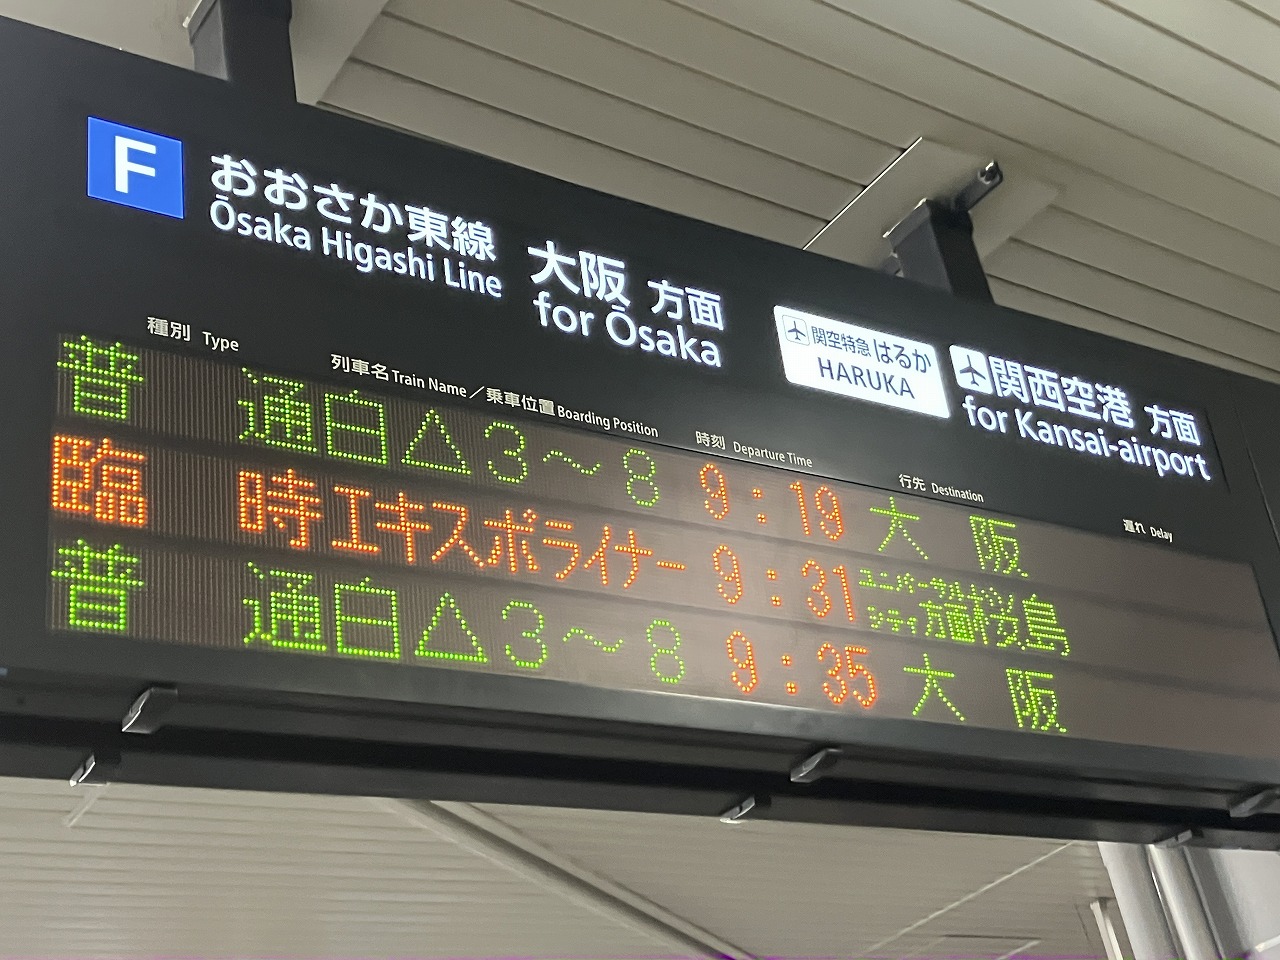 F おおさか東線 大阪 方面 関空特急 はるか 関西空港 方面
Ōsaka Higashi Line for Ōsaka HARUKA for Kansai-airport
種別 Type 列車名 Train Name / 乗車位置 Boarding Position 時刻 Departure Time 行先 Destination 遅れ Delay
普通 白△3～8 9:19 大阪
臨時 エキスポライナー 9:31 ユニバーサルシティ方面 桜島
普通 白△3～8 9:35 大阪